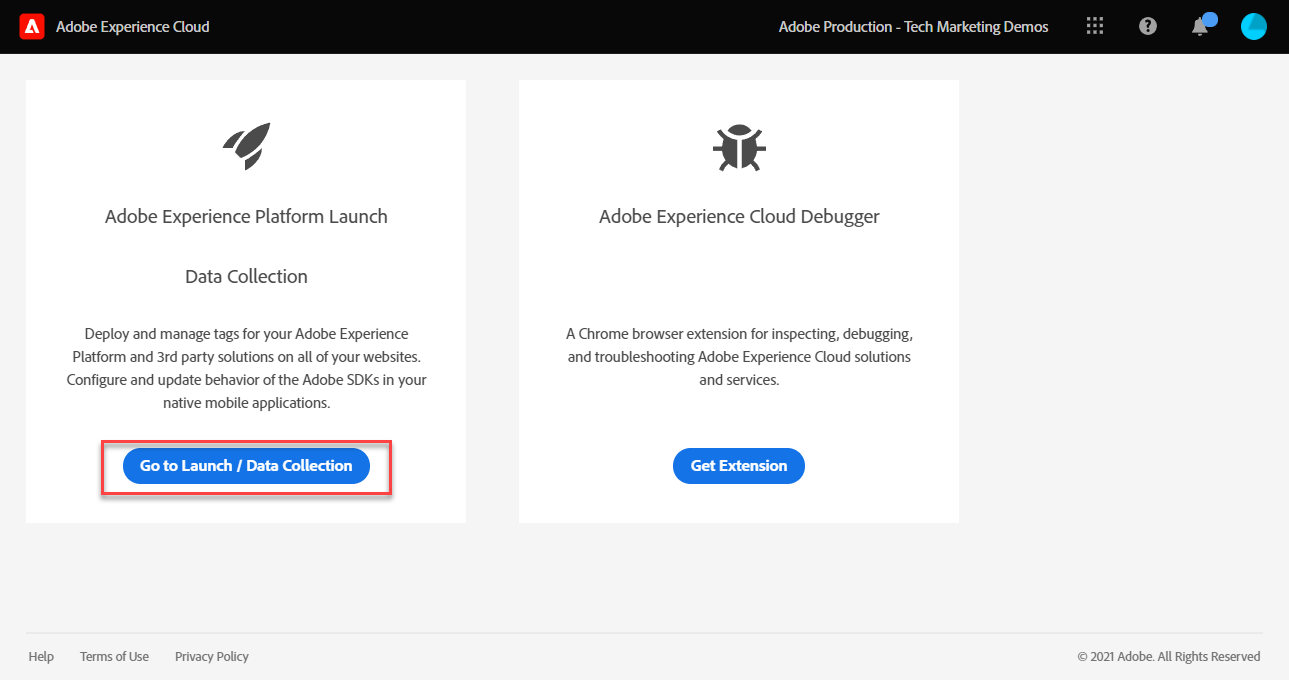 Adobe Experience Cloud
Adobe Production - Tech Marketing Demos
Adobe Experience Platform Launch
Data Collection
Deploy and manage tags for your Adobe Experience
Platform and 3rd party solutions on all of your websites.
Configure and update behavior of the Adobe SDKs in your
native mobile applications.
Go to Launch / Data Collection
Adobe Experience Cloud Debugger
A Chrome browser extension for inspecting, debugging,
and troubleshooting Adobe Experience Cloud solutions
and services.
Get Extension
Help
Terms of Use
Privacy Policy
© 2021 Adobe. All Rights Reserved